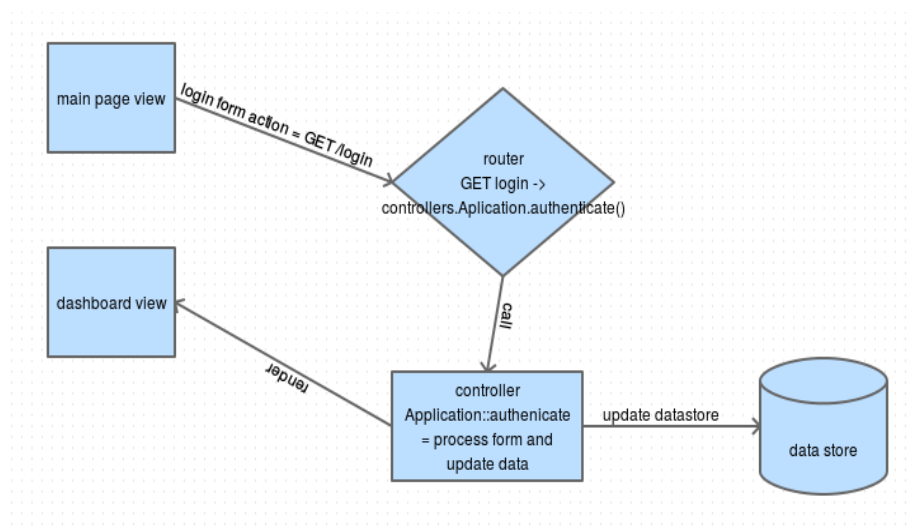 main page view
login form action = GET /login
router
GET login ->
controllers.Aplication.authenticate()
call
dashboard view
render
controller
Application::authenicate
= process form and
update data
update datastore
data store